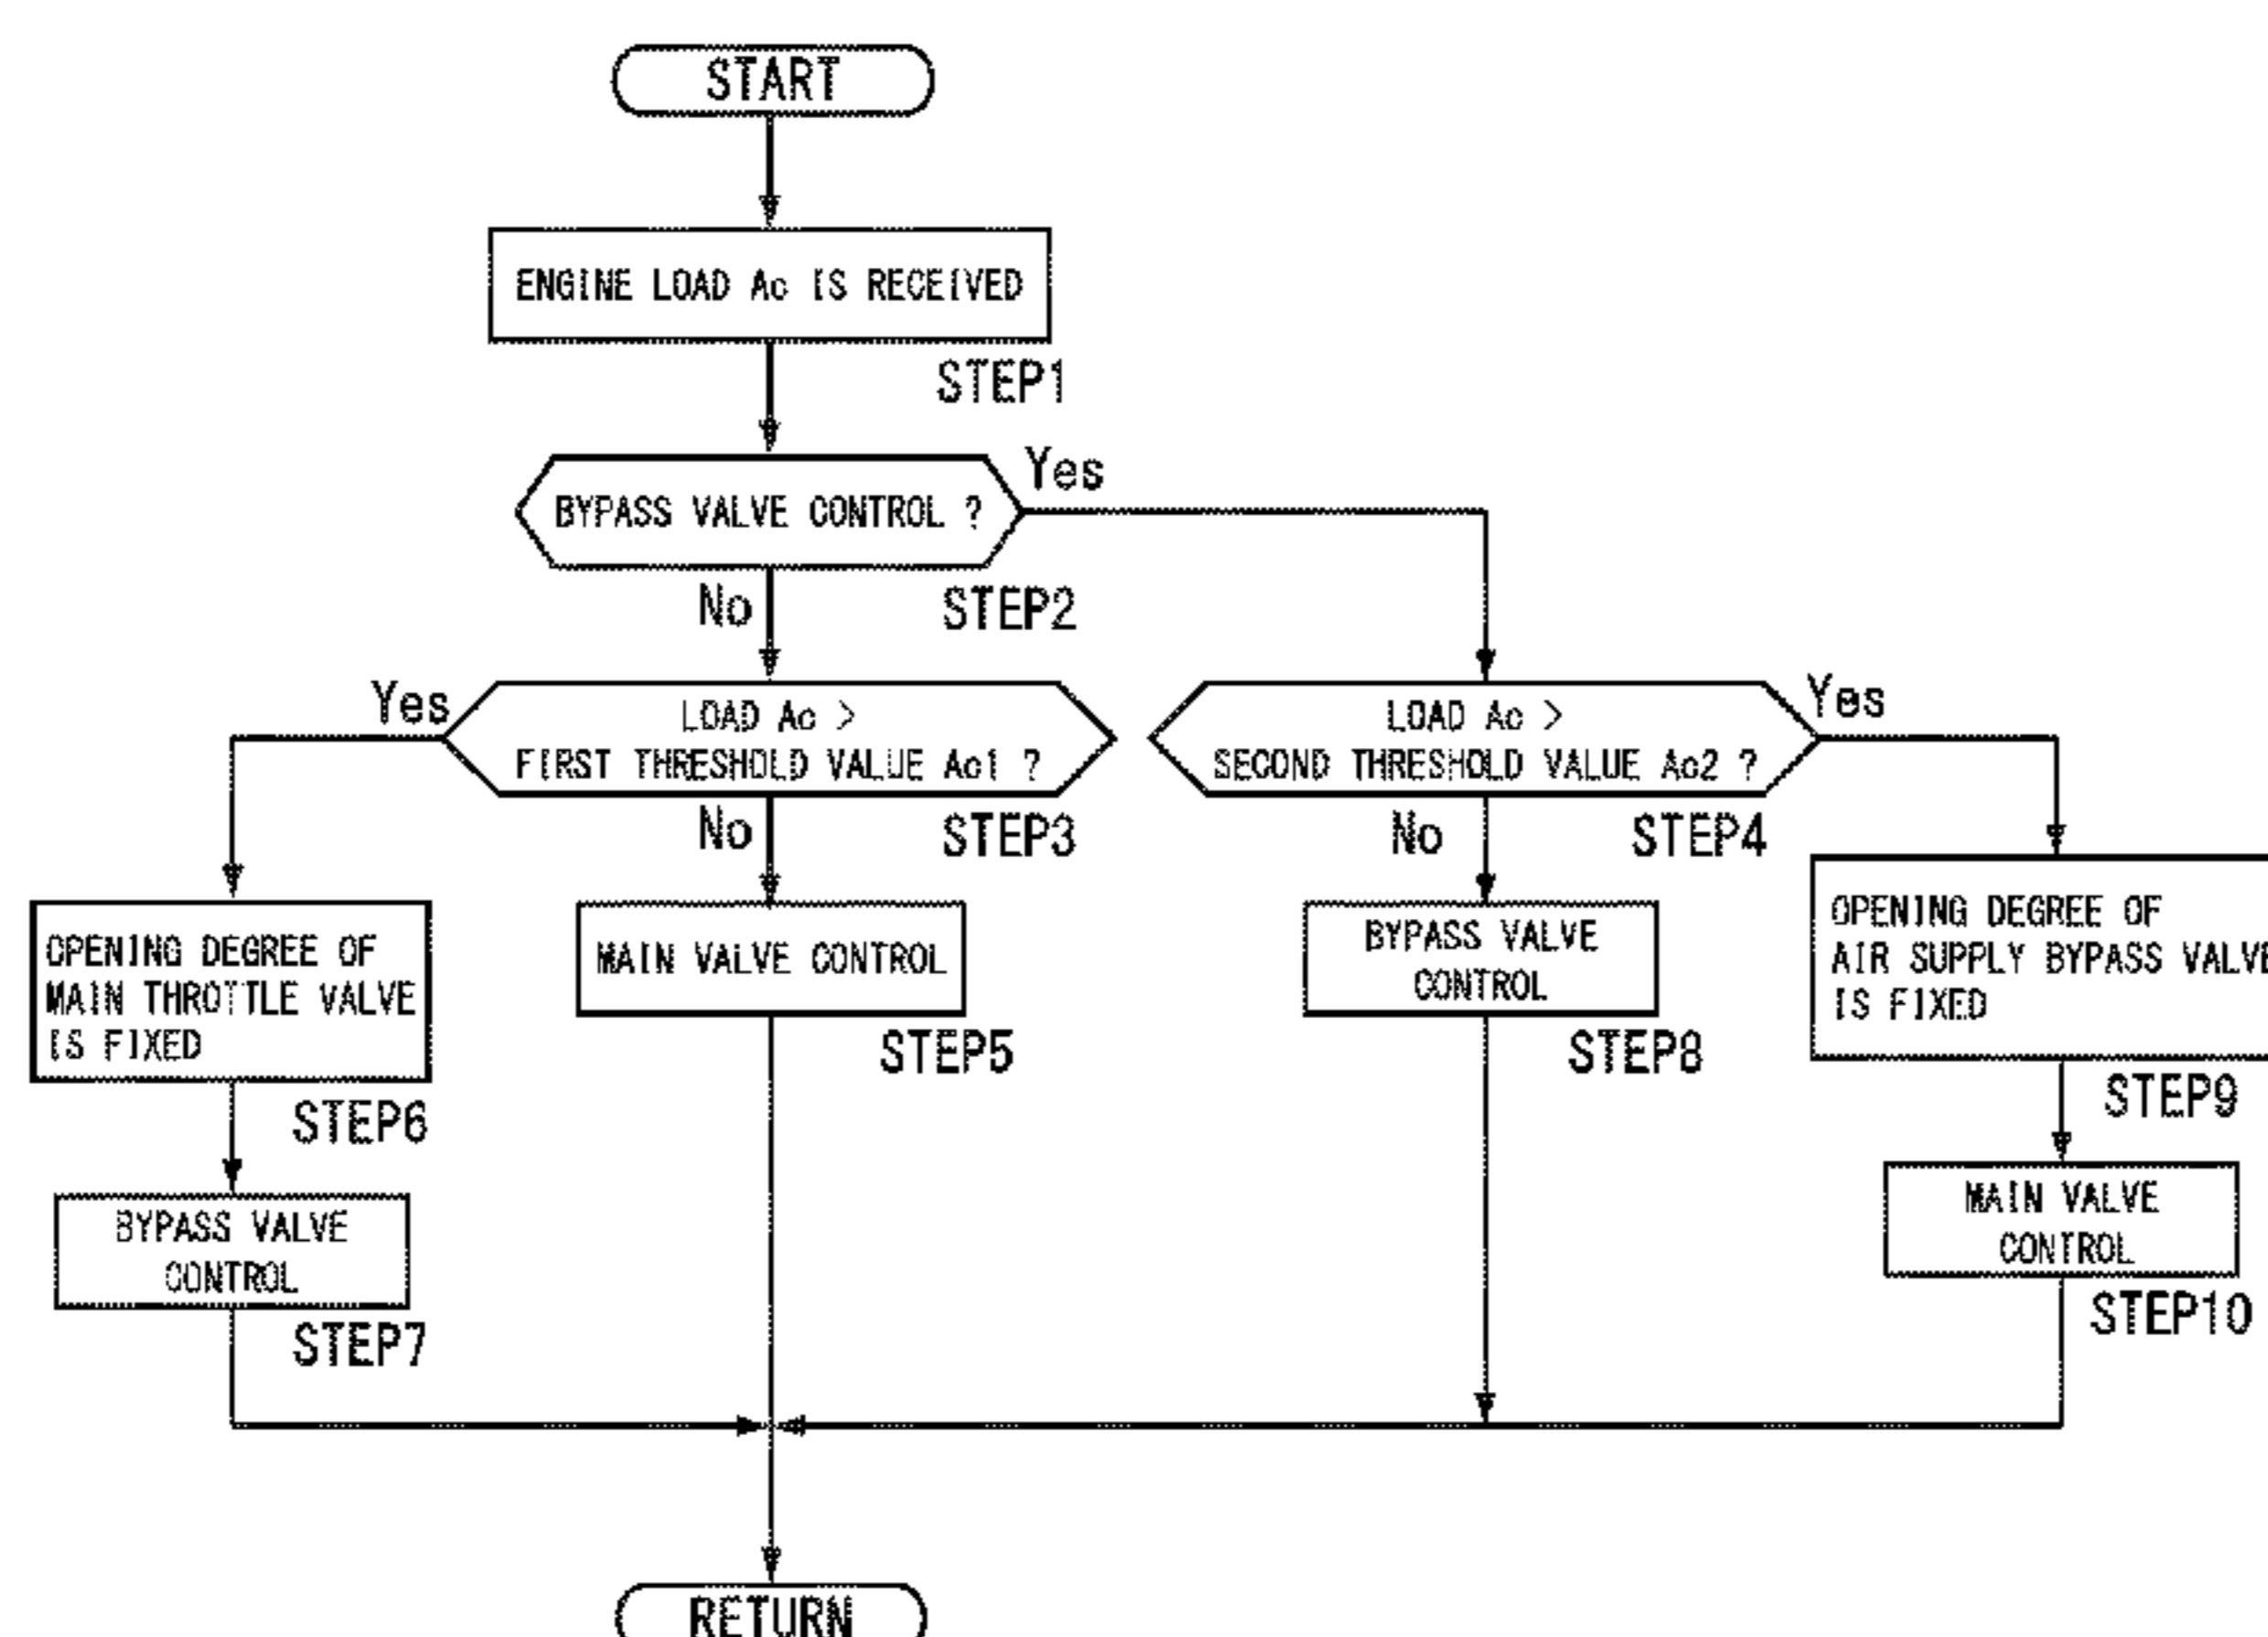 START
ENGINE LOAD Ac IS RECEIVED
STEP1
BYPASS VALVE CONTROL ?
Yes
No
STEP2
Yes
LOAD Ac >
FIRST THRESHOLD VALUE Ac1 ?
No
STEP3
LOAD Ac >
SECOND THRESHOLD VALUE Ac2 ?
Yes
No
STEP4
OPENING DEGREE OF
MAIN THROTTLE VALVE
IS FIXED
STEP6
MAIN VALVE CONTROL
STEP5
BYPASS VALVE
CONTROL
STEP8
OPENING DEGREE OF
AIR SUPPLY BYPASS VALVE
IS FIXED
STEP9
BYPASS VALVE
CONTROL
STEP7
MAIN VALVE
CONTROL
STEP10
RETURN